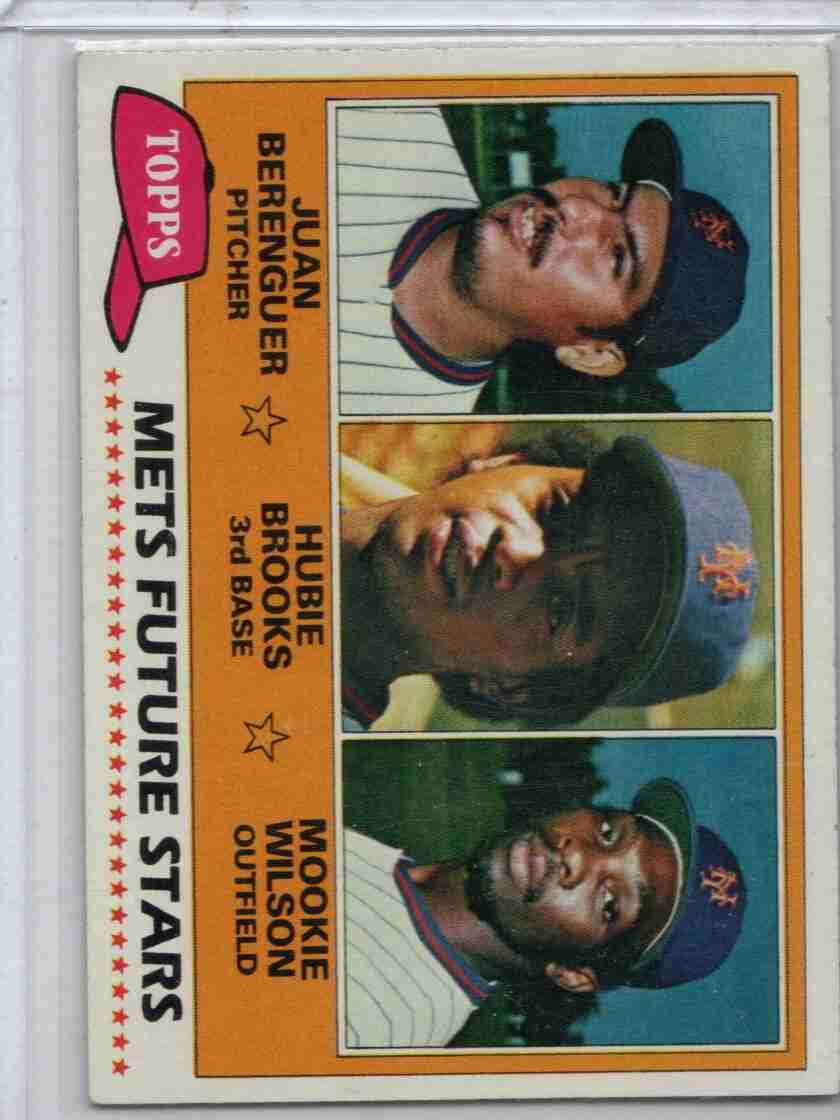 JUAN
BERENGUER
PITCHER
HUBIE
BROOKS
3rd BASE
MOOKIE
WILSON
OUTFIELD
TOPPS
METS FUTURE STARS